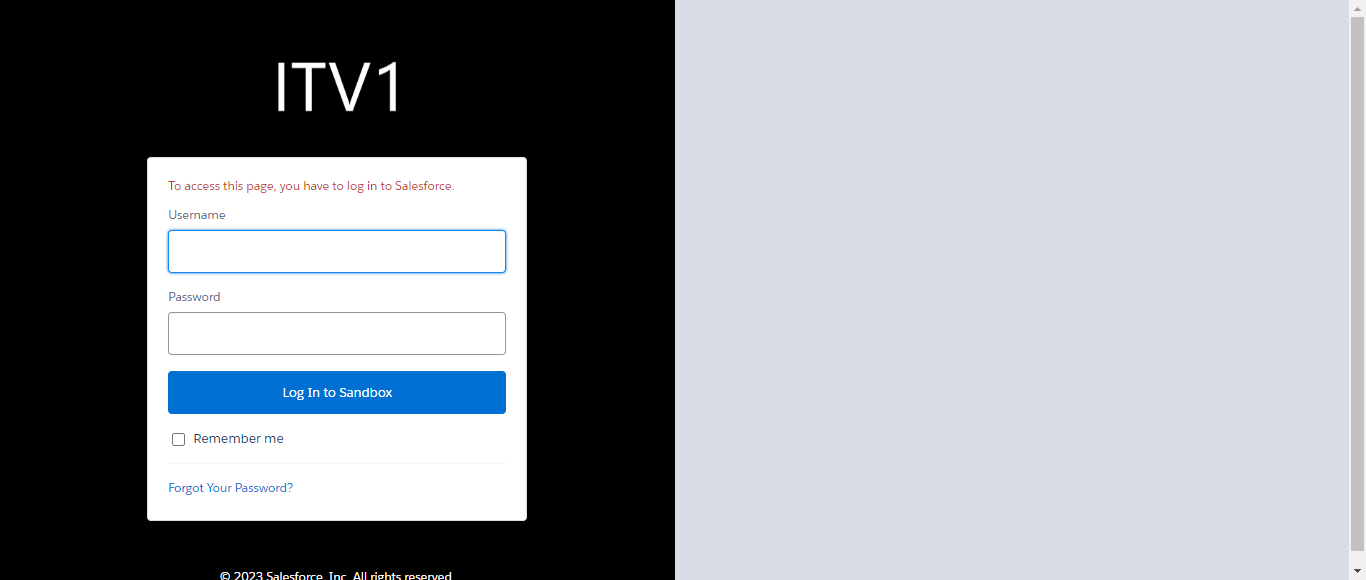 ITV1
To access this page, you have to log in to Salesforce.
Username
Password
Log In to Sandbox
Remember me
Forgot Your Password?
© 2023 Salesforce, Inc. All rights reserved.